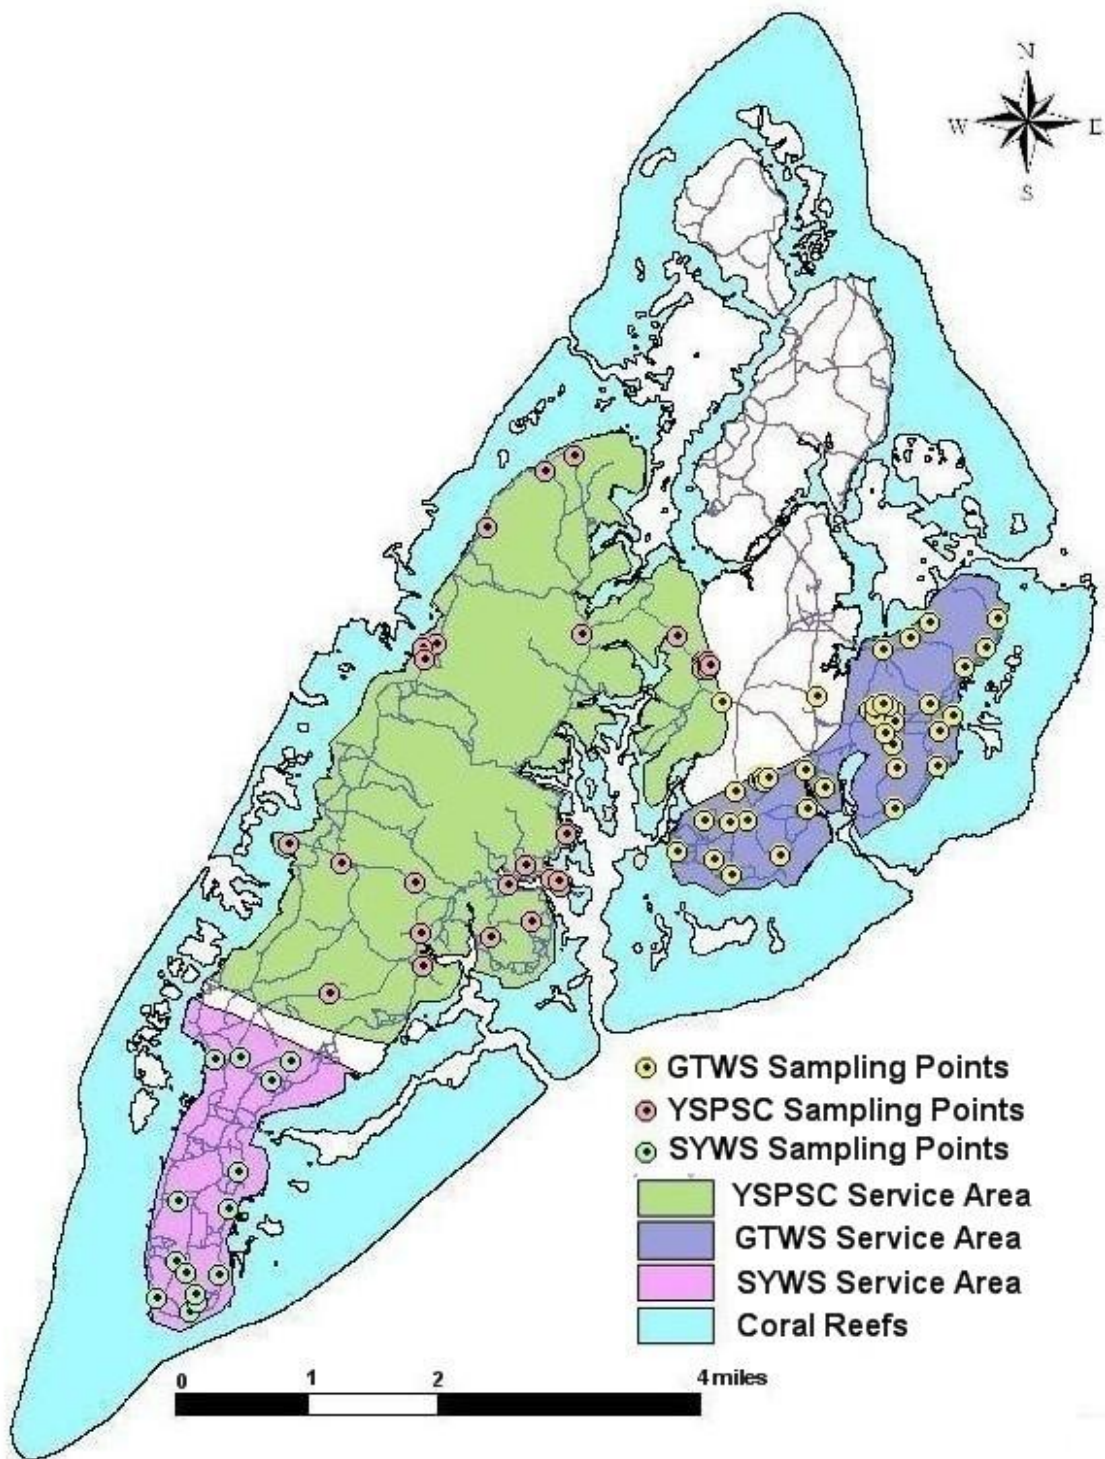 N
W E
S
GTWS Sampling Points
YSPSC Sampling Points
SYWS Sampling Points
YSPSC Service Area
GTWS Service Area
SYWS Service Area
Coral Reefs
0 1 2 4 miles